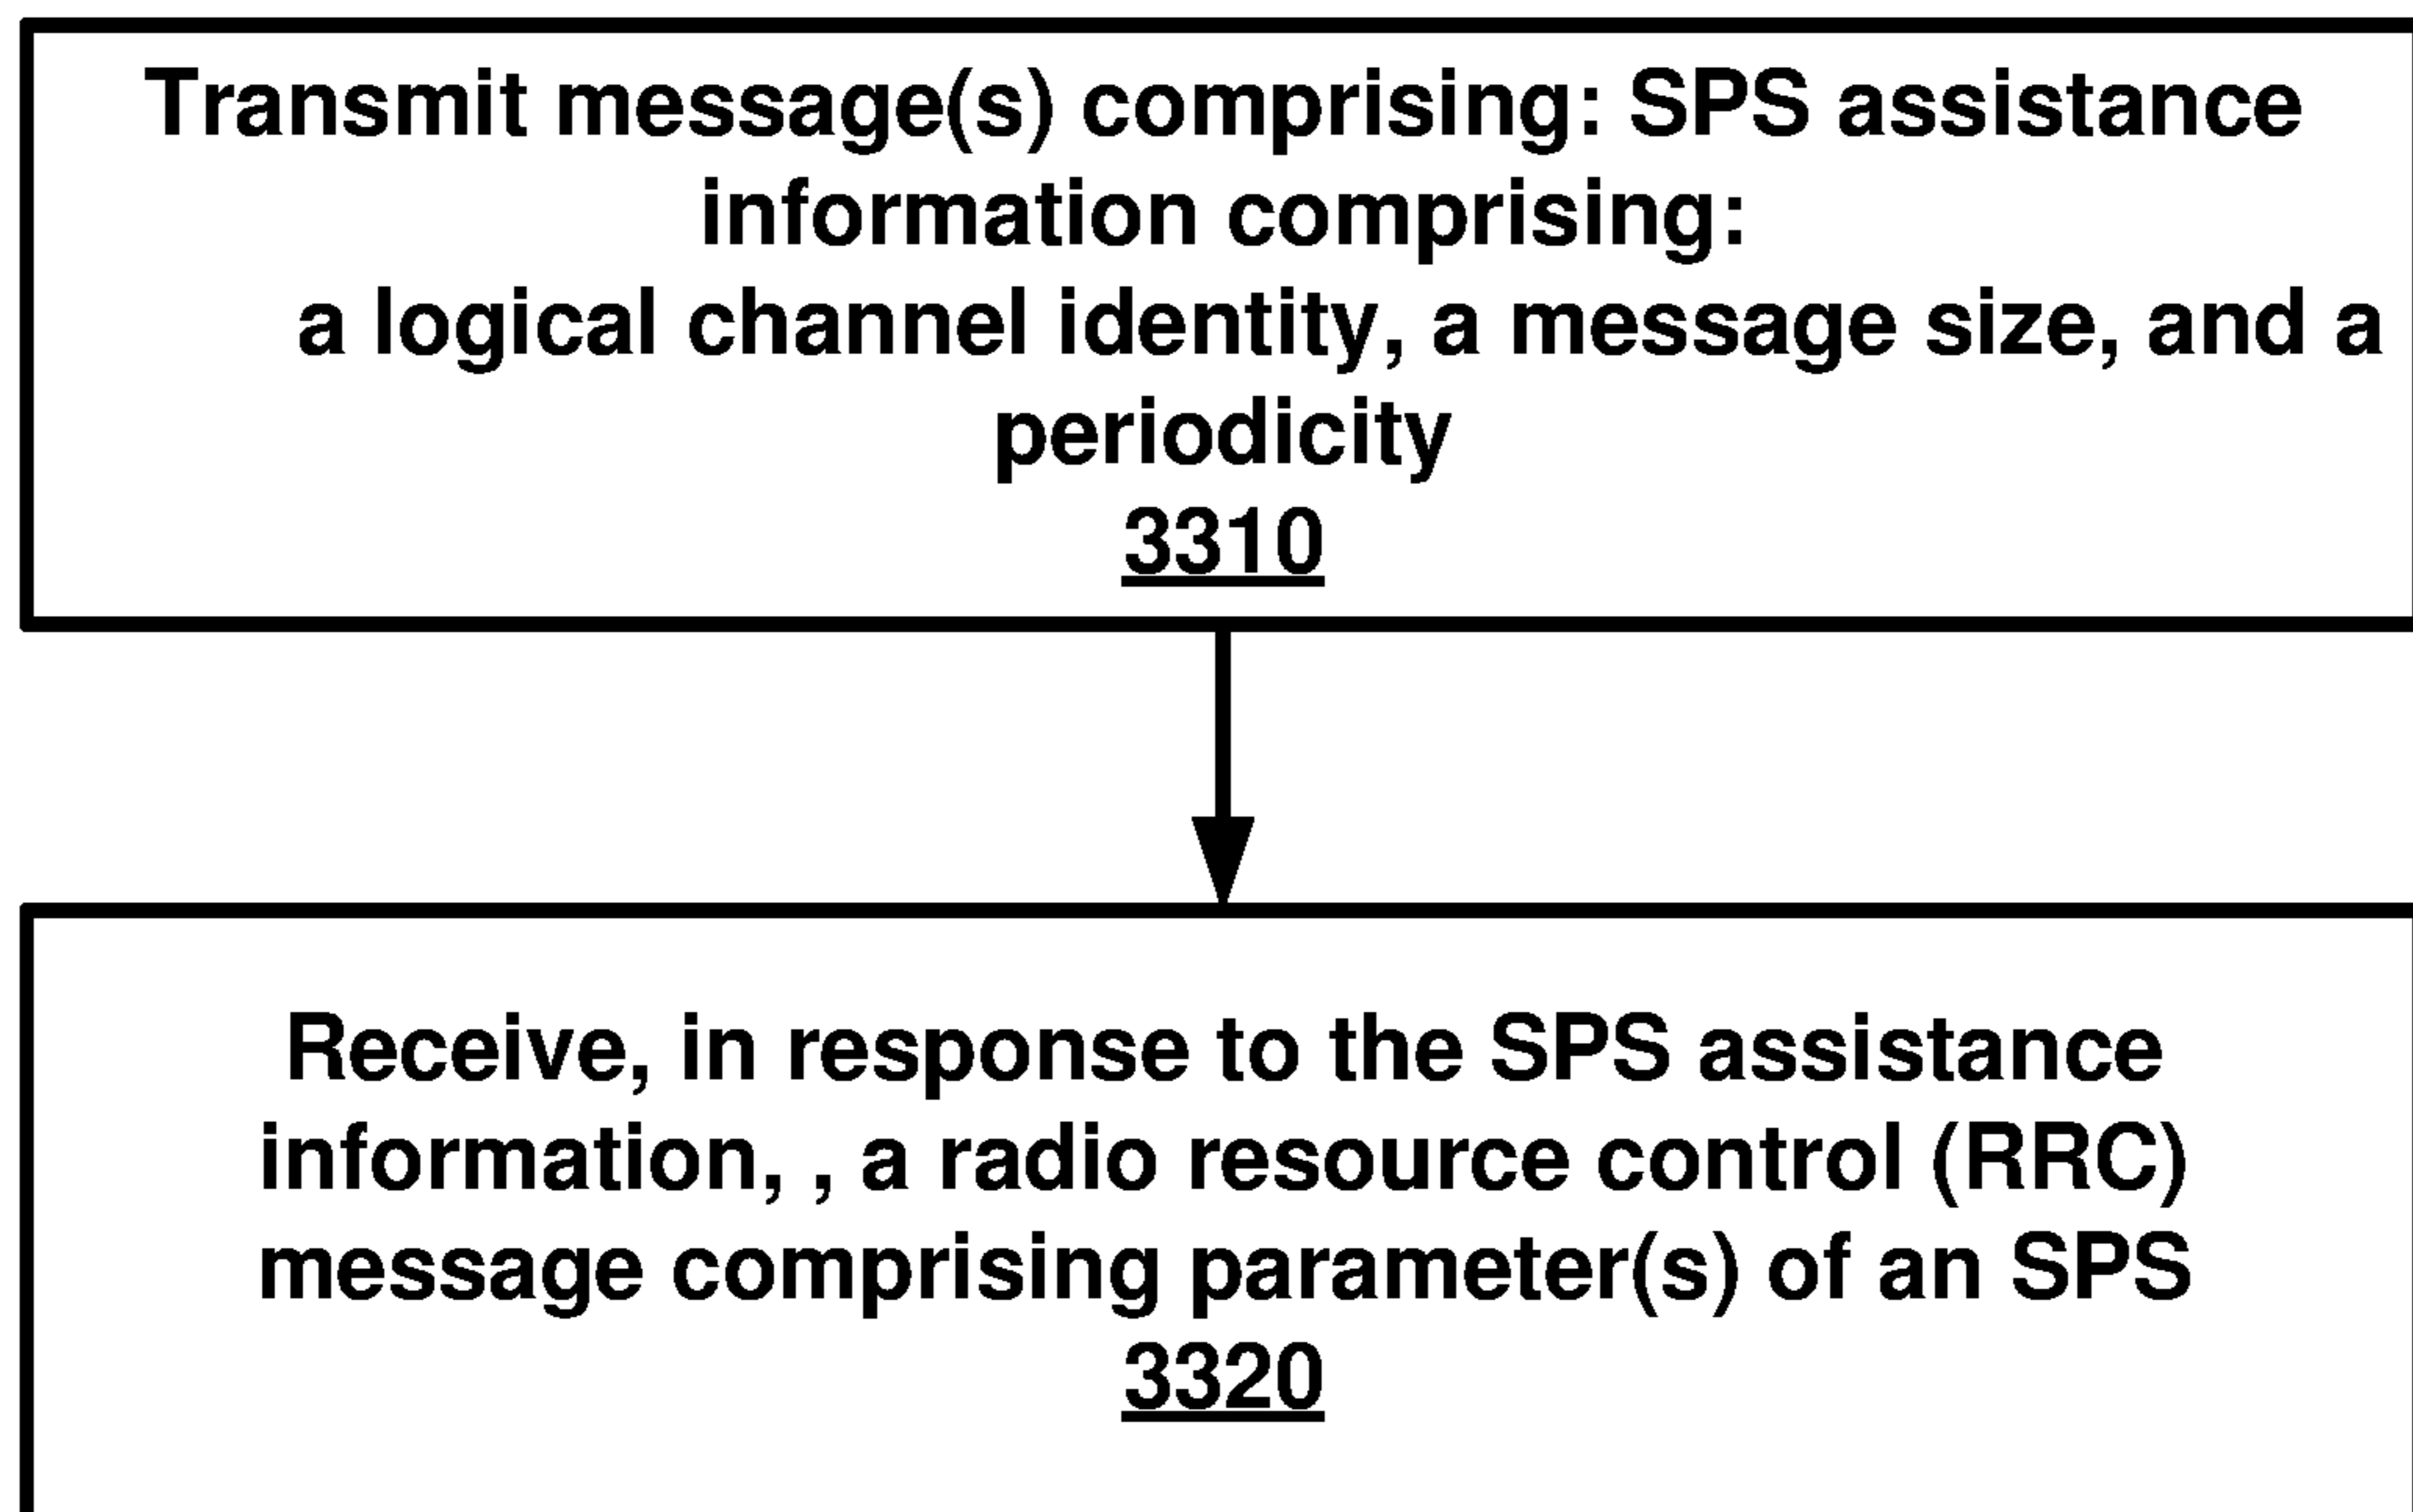 Transmit message(s) comprising: SPS assistance
information comprising:
a logical channel identity, a message size, and a
periodicity
3310
Receive, in response to the SPS assistance
information, , a radio resource control (RRC)
message comprising parameter(s) of an SPS
3320